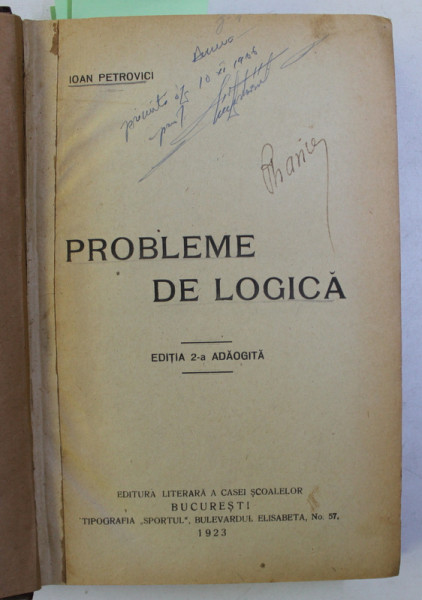 IOAN PETROVICI
PROBLEME
DE LOGICĂ
EDIȚIA 2-a ADĂOGITĂ
EDITURA LITERARĂ A CASEI ȘCOALELOR
BUCUREȘTI
TIPOGRAFIA „SPORTUL”, BULEVARDUL ELISABETA, No. 57,
1923